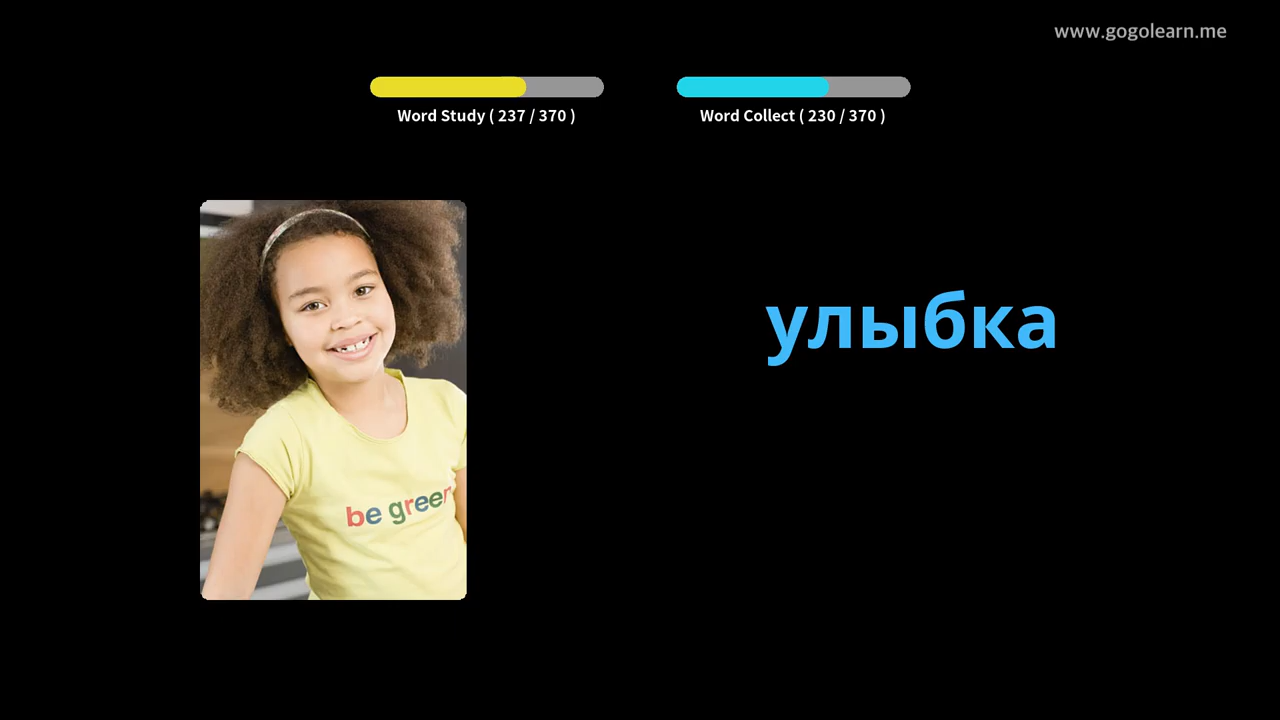 www.gogolearn.me
Word Study ( 237 / 370 )
Word Collect ( 230 / 370 )
улыбка
be green